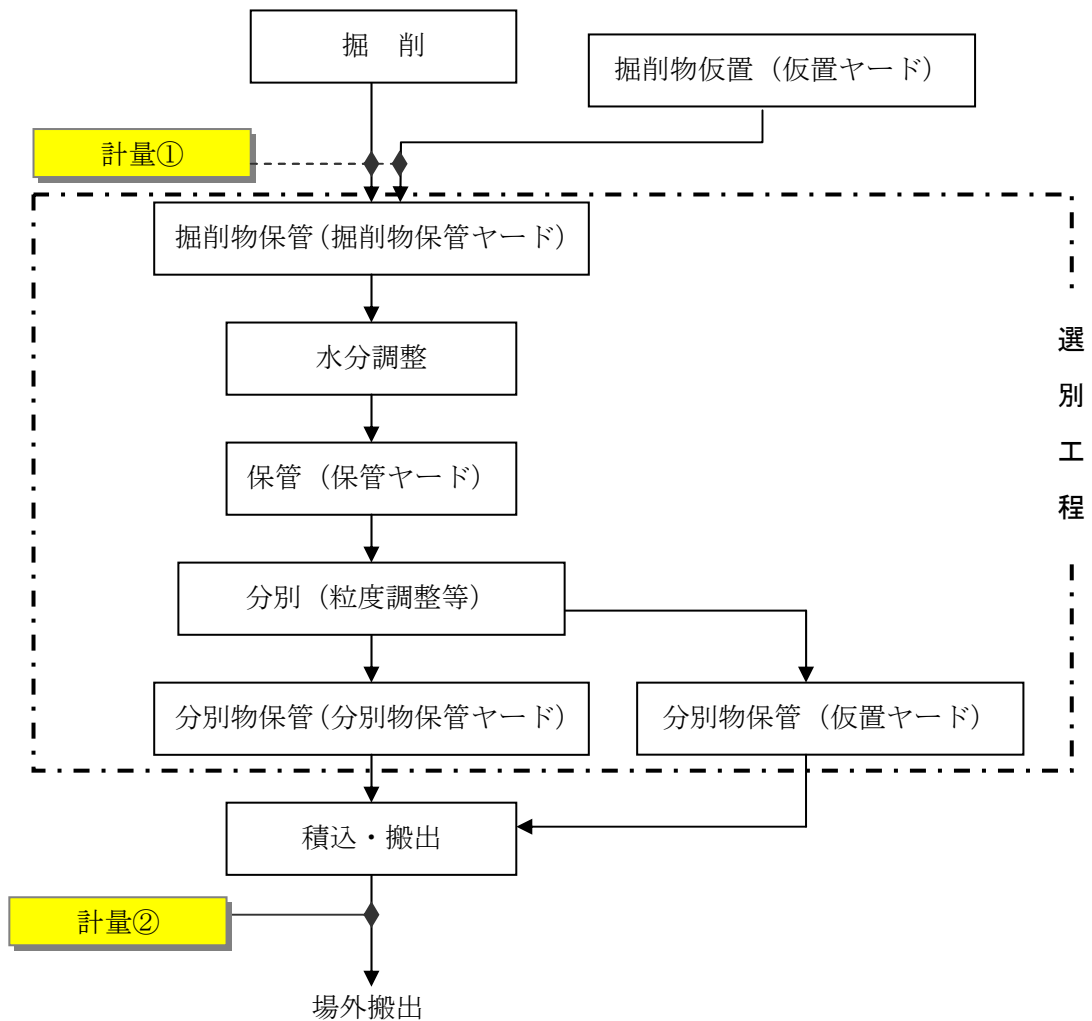 掘　削
掘削物仮置（仮置ヤード）
計量①
掘削物保管（掘削物保管ヤード）
水分調整
保管（保管ヤード）
分別（粒度調整等）
分別物保管（分別物保管ヤード）
分別物保管（仮置ヤード）
選別工程
積込・搬出
計量②
場外搬出